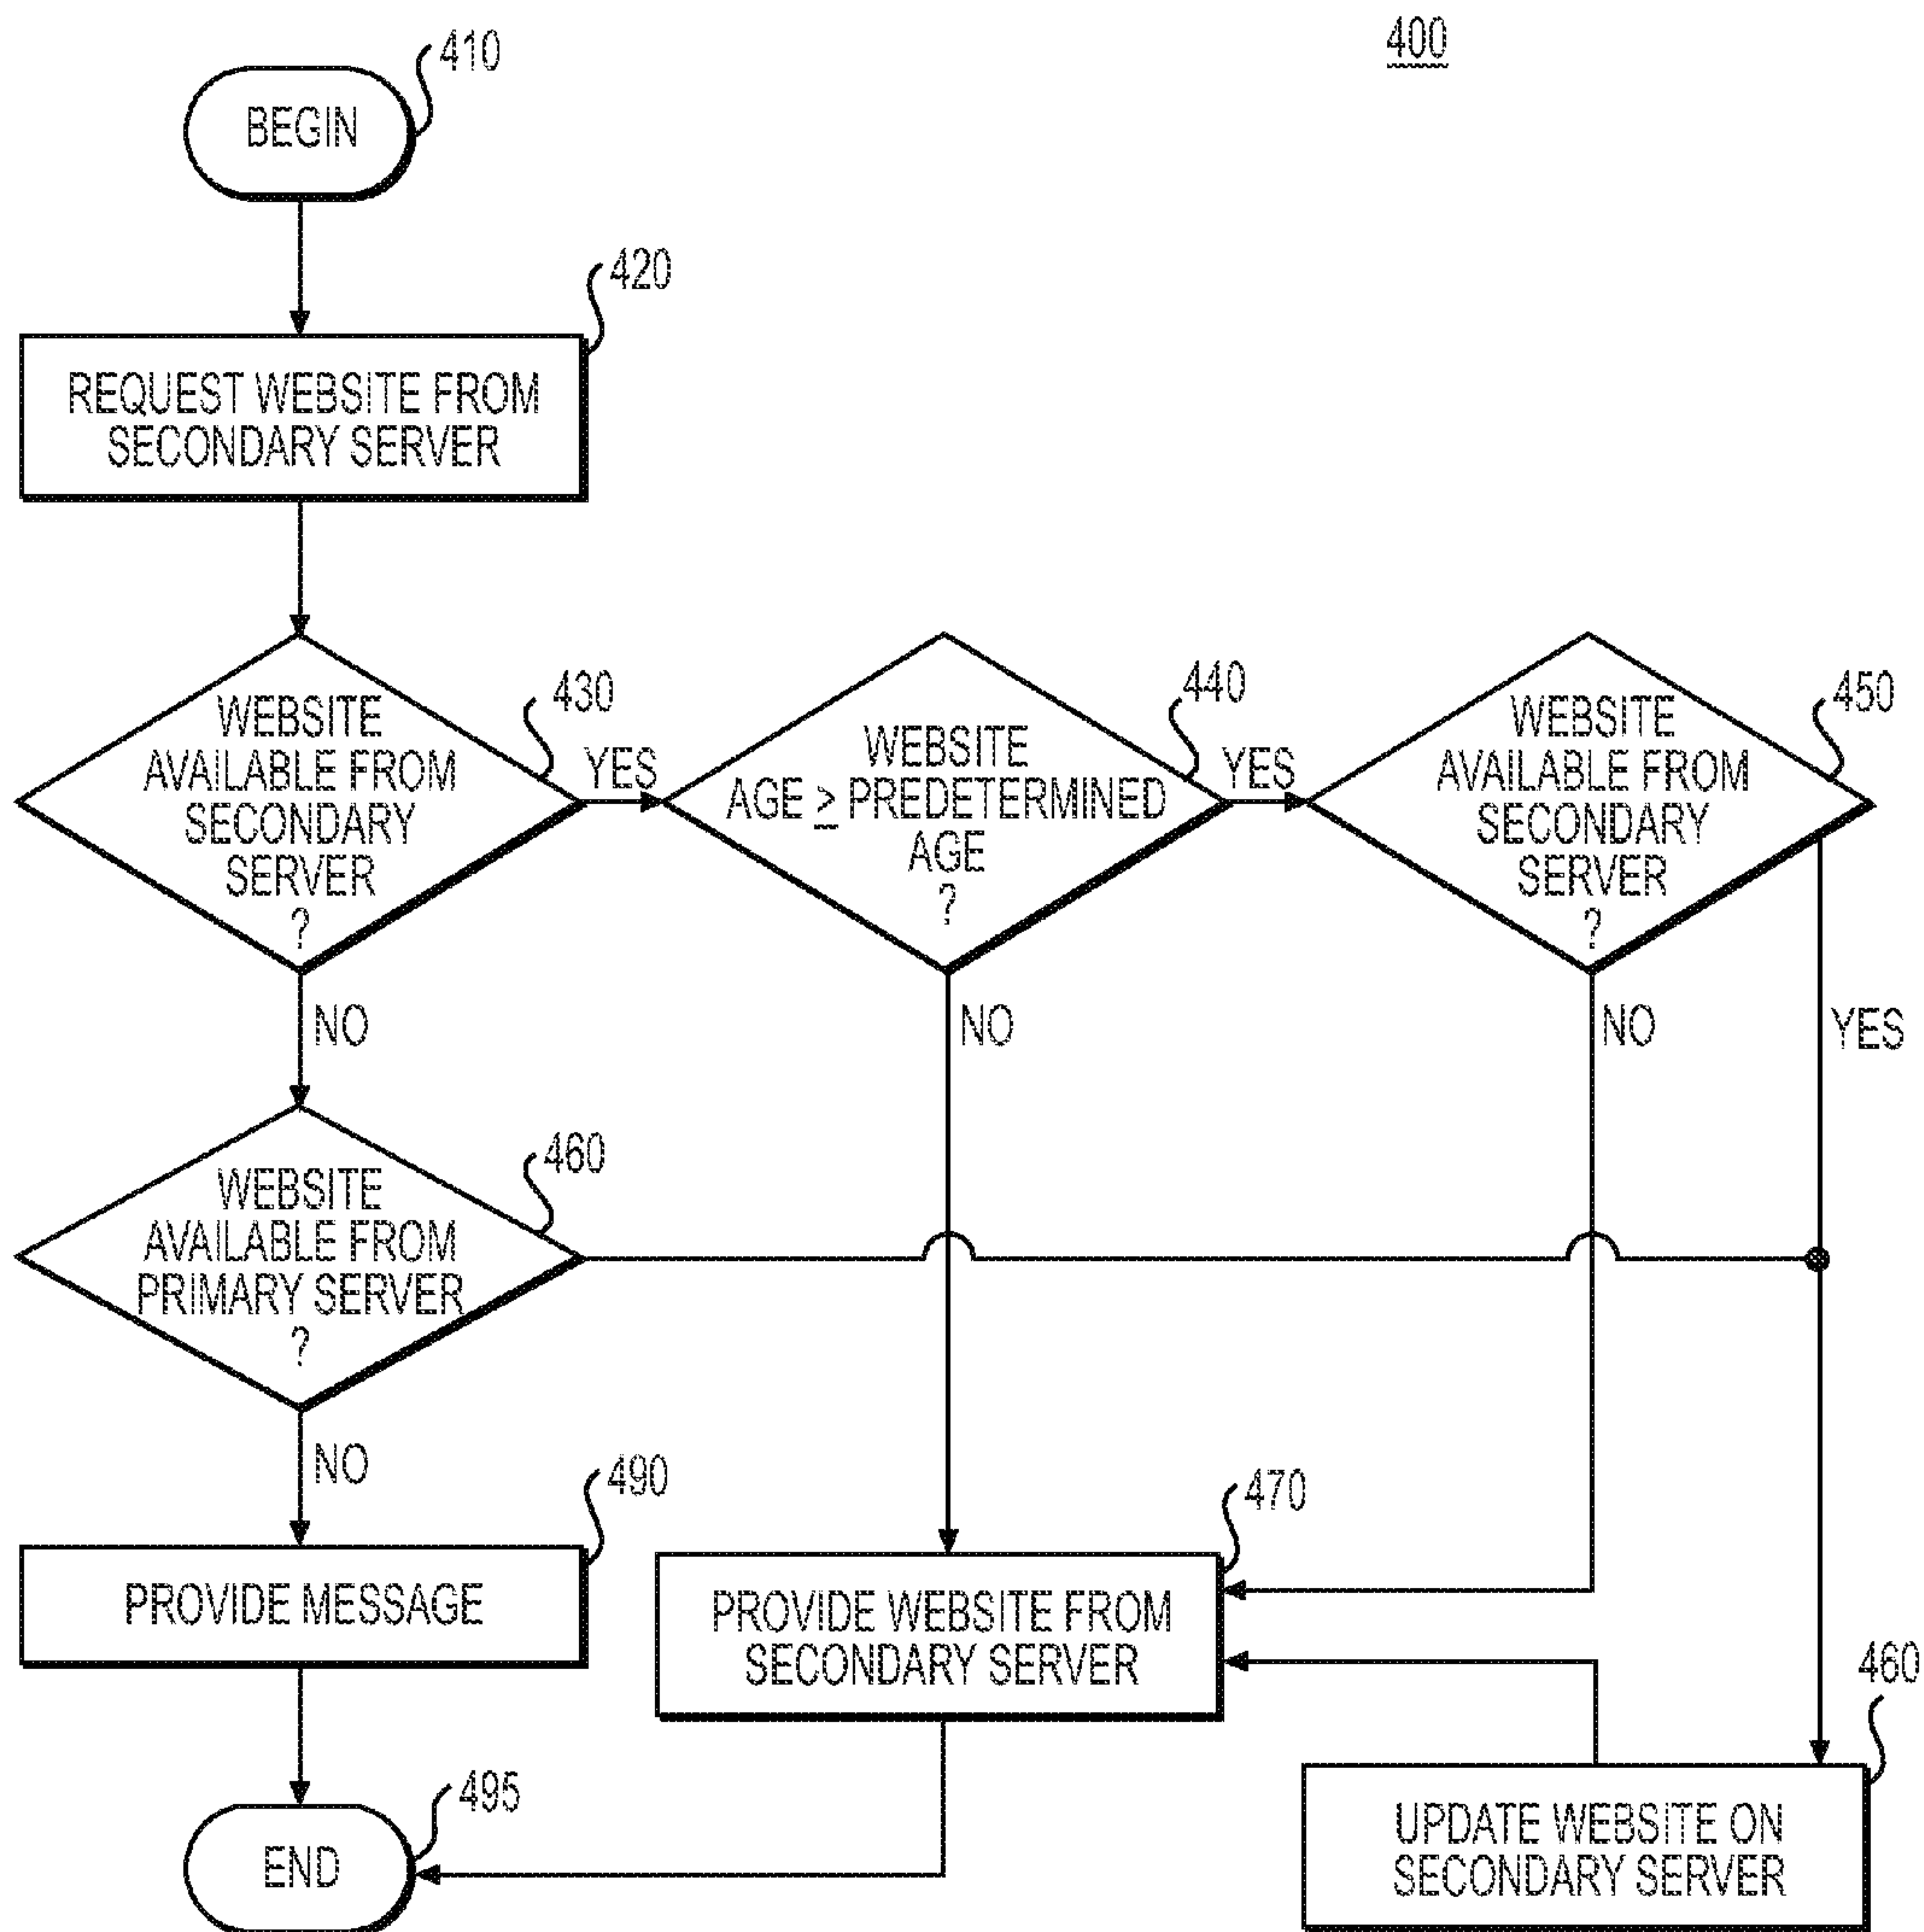 400
410
BEGIN
420
REQUEST WEBSITE FROM
SECONDARY SERVER
430
WEBSITE
AVAILABLE FROM
SECONDARY
SERVER
?
YES
NO
440
WEBSITE
AGE ≥ PREDETERMINED
AGE
?
YES
NO
450
WEBSITE
AVAILABLE FROM
SECONDARY
SERVER
?
NO
YES
460
WEBSITE
AVAILABLE FROM
PRIMARY SERVER
?
NO
490
PROVIDE MESSAGE
470
PROVIDE WEBSITE FROM
SECONDARY SERVER
460
UPDATE WEBSITE ON
SECONDARY SERVER
495
END